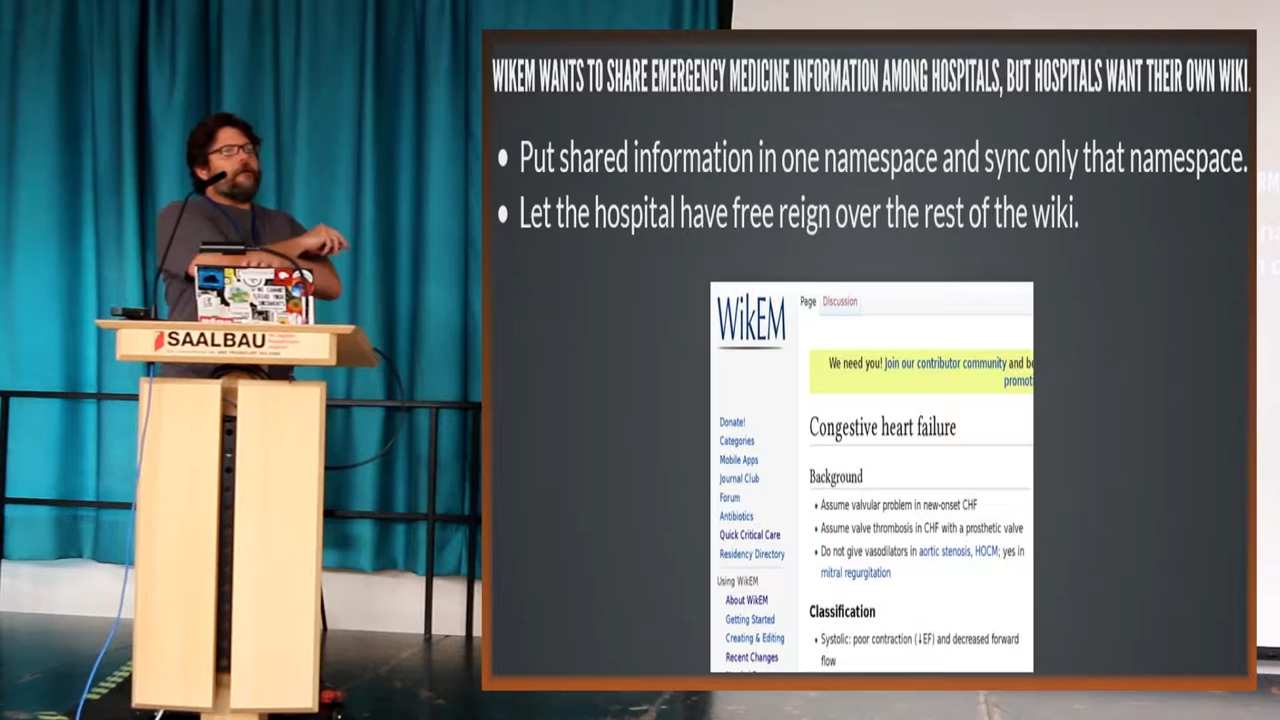 WIKEM WANTS TO SHARE EMERGENCY MEDICINE INFORMATION AMONG HOSPITALS, BUT HOSPITALS WANT THEIR OWN WIKI.
• Put shared information in one namespace and sync only that namespace.
• Let the hospital have free reign over the rest of the wiki.
WikEM
Page Discussion
We need you! Join our contributor community and be
promot
Donate!
Categories
Mobile Apps
Journal Club
Forum
Antibiotics
Quick Critical Care
Residency Directory
Using WikEM
About WikEM
Getting Started
Creating & Editing
Recent Changes
Congestive heart failure
Background
• Assume valvular problem in new-onset CHF
• Assume valve thrombosis in CHF with a prosthetic valve
• Do not give vasodilators in aortic stenosis, HOCM; yes in
mitral regurgitation
Classification
• Systolic: poor contraction (↓EF) and decreased forward
flow
SAALBAU